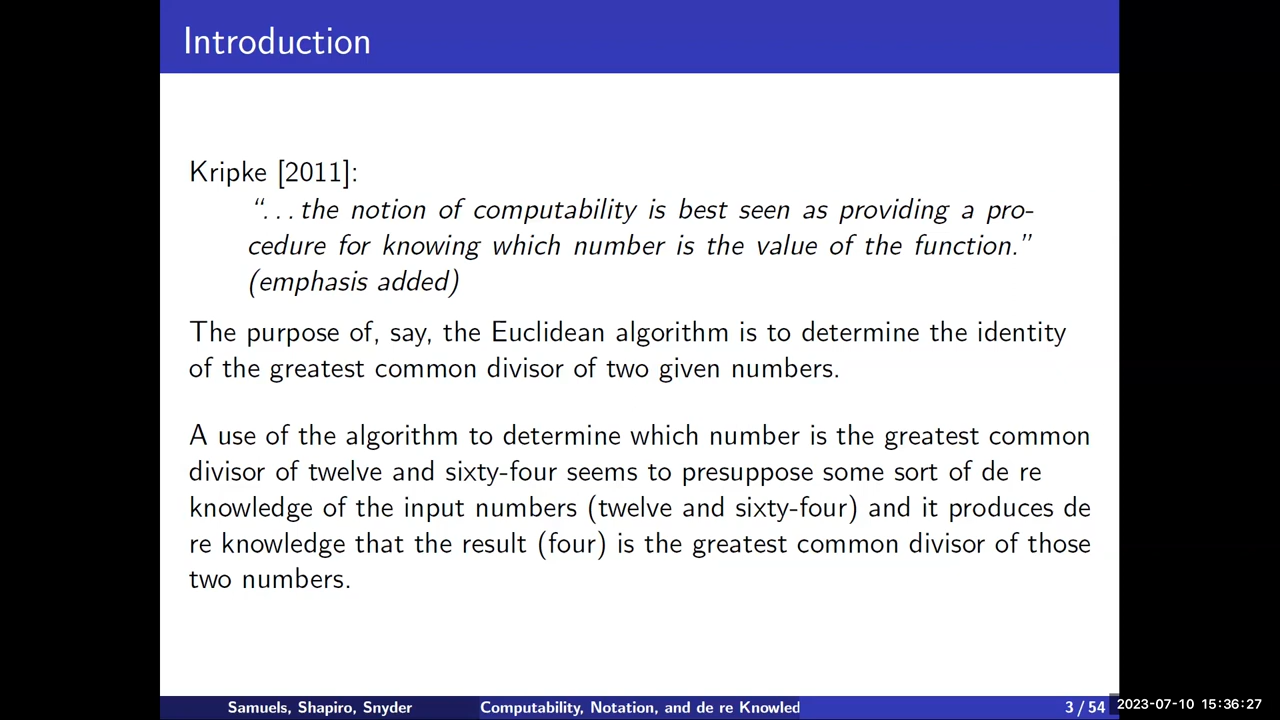 Introduction
Kripke [2011]:
“. . . the notion of computability is best seen as providing a pro-
cedure for knowing which number is the value of the function.”
(emphasis added)
The purpose of, say, the Euclidean algorithm is to determine the identity
of the greatest common divisor of two given numbers.
A use of the algorithm to determine which number is the greatest common
divisor of twelve and sixty-four seems to presuppose some sort of de re
knowledge of the input numbers (twelve and sixty-four) and it produces de
re knowledge that the result (four) is the greatest common divisor of those
two numbers.
Samuels, Shapiro, Snyder Computability, Notation, and de re Knowled 3 / 54 2023-07-10 15:36:27